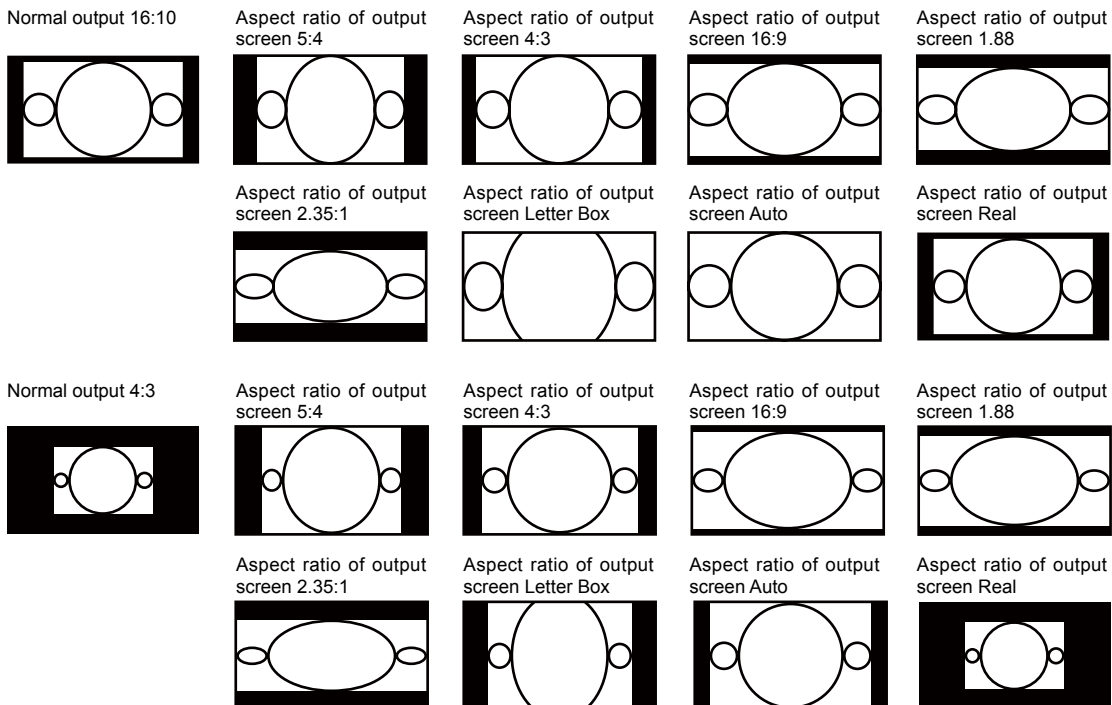 Normal output 16:10
Aspect ratio of output
screen 5:4
Aspect ratio of output
screen 4:3
Aspect ratio of output
screen 16:9
Aspect ratio of output
screen 1.88
Aspect ratio of output
screen 2.35:1
Aspect ratio of output
screen Letter Box
Aspect ratio of output
screen Auto
Aspect ratio of output
screen Real
Normal output 4:3
Aspect ratio of output
screen 5:4
Aspect ratio of output
screen 4:3
Aspect ratio of output
screen 16:9
Aspect ratio of output
screen 1.88
Aspect ratio of output
screen 2.35:1
Aspect ratio of output
screen Letter Box
Aspect ratio of output
screen Auto
Aspect ratio of output
screen Real